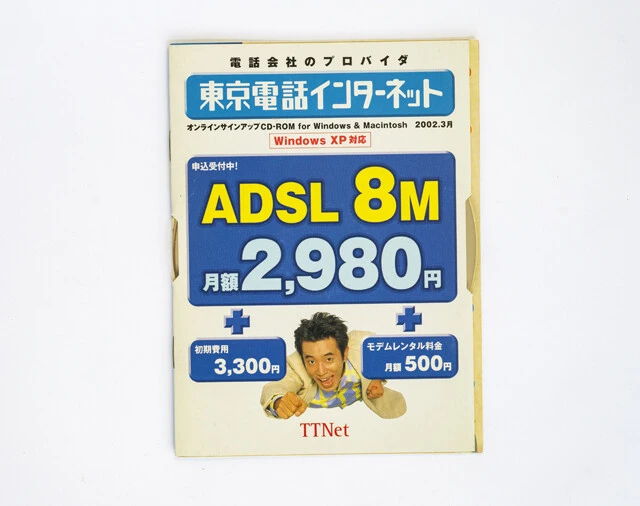 電話会社のプロバイダ
東京電話インターネット
オンラインサインアップCD-ROM for Windows & Macintosh 2002.3月
Windows XP対応
申込受付中!
ADSL 8M
月額2,980円
初期費用
3,300円
モデムレンタル料金
月額500円
TTNet